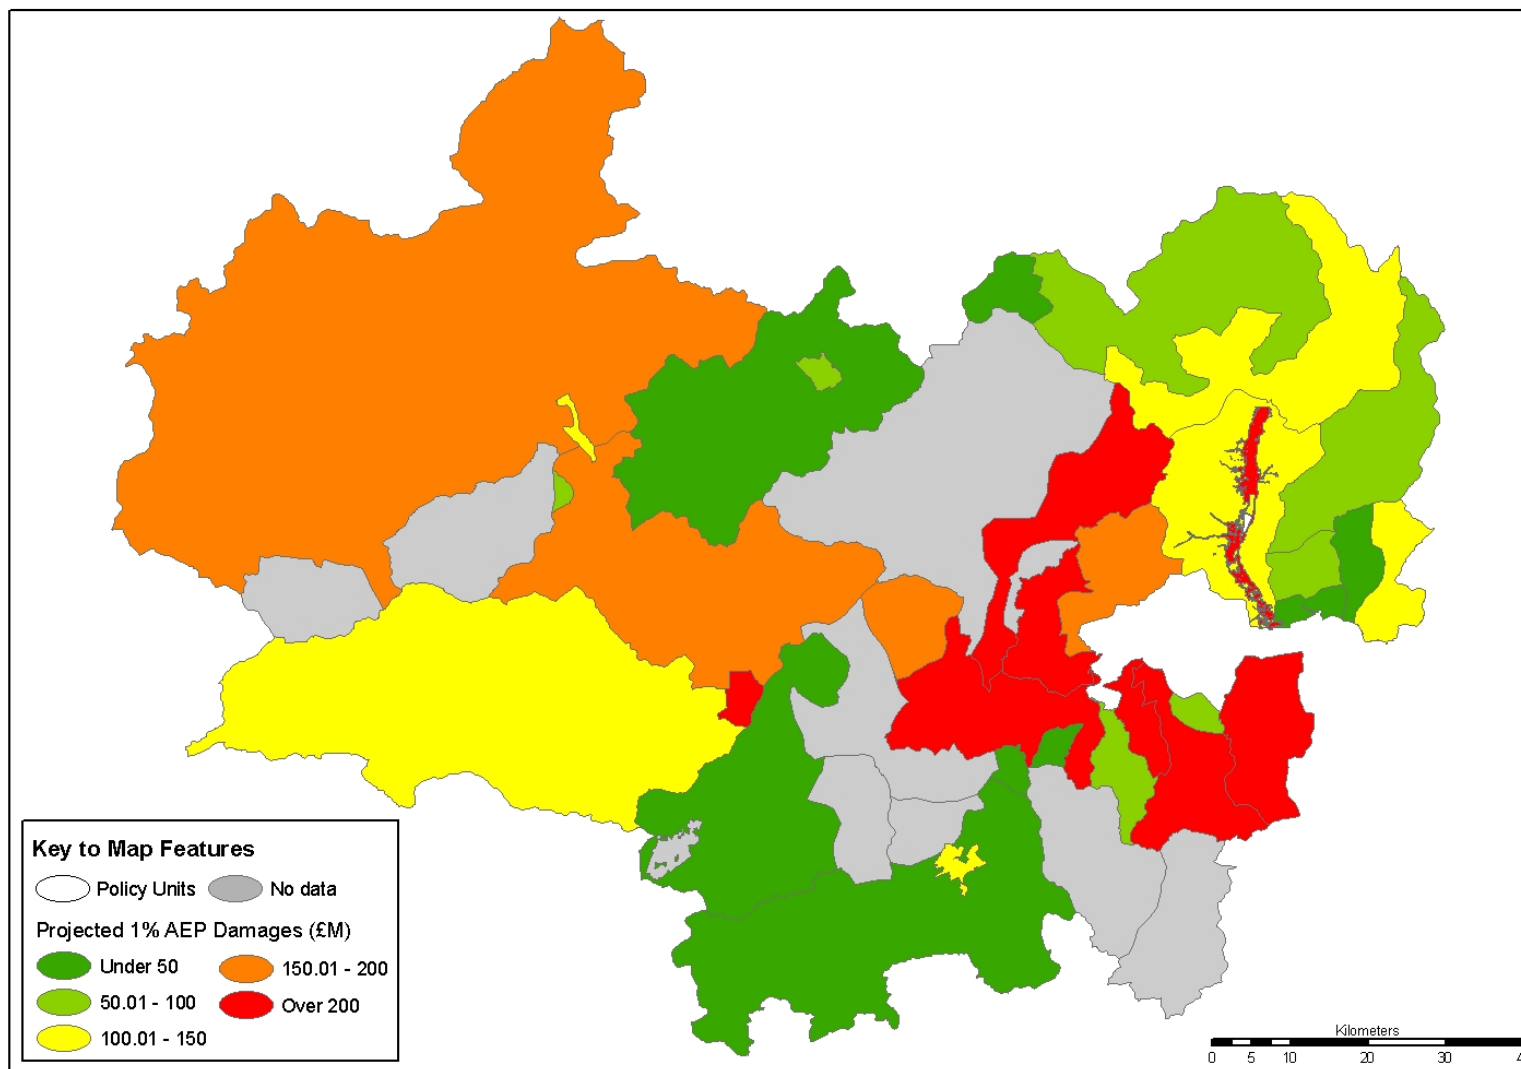 Key to Map Features
Policy Units
No data
Projected 1% AEP Damages (£M)
Under 50
150.01 - 200
50.01 - 100
Over 200
100.01 - 150
Kilometers
0 5 10 20 30 4